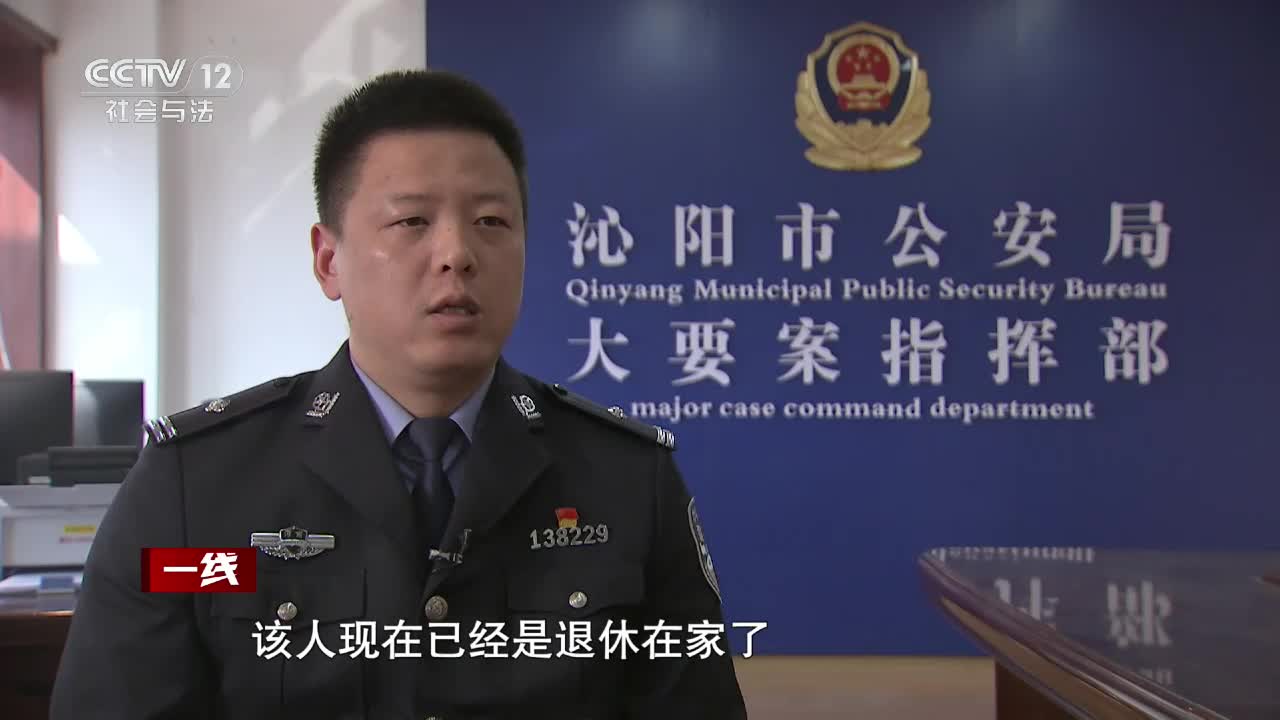 CCTV 12
社会与法
沁阳市公安局
Qinyang Municipal Public Security Bureau
大要案指挥部
major case command department
138229
一线
该人现在已经是退休在家了